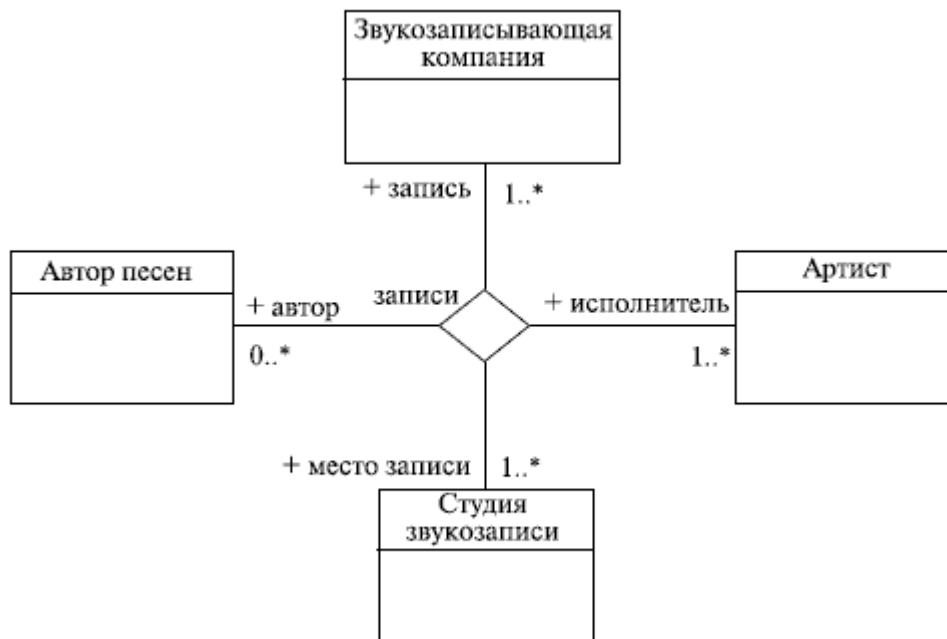 Звукозаписывающая
компания
+ запись
1..*
Автор песен
Артист
+ автор
записи
+ исполнитель
0..*
1..*
+ место записи
1..*
Студия
звукозаписи